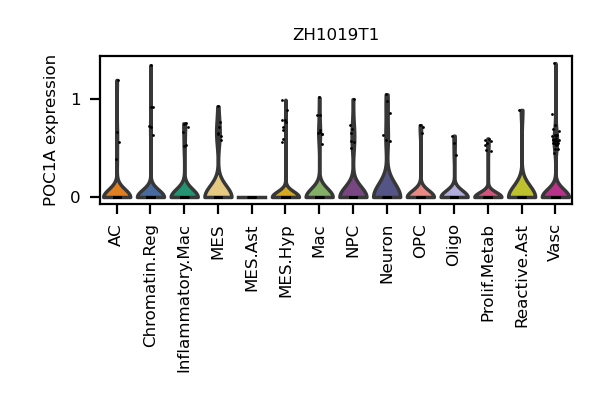 ZH1019T1
POC1A expression
1
0
AC
Chromatin.Reg
Inflammatory.Mac
MES
MES.Ast
MES.Hyp
Mac
NPC
Neuron
OPC
Oligo
Prolif.Metab
Reactive.Ast
Vasc